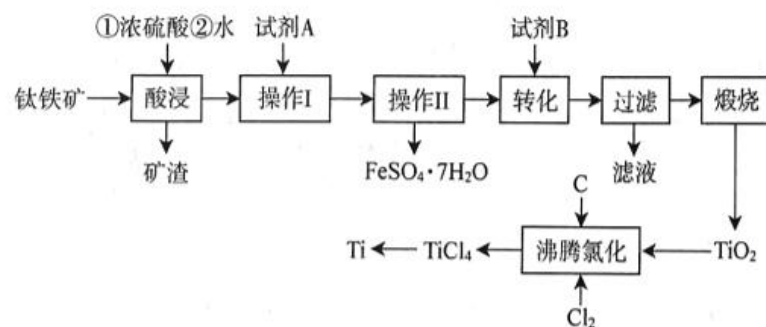 ①浓硫酸②水 试剂A 试剂B
钛铁矿 酸浸 操作I 操作II 转化 过滤 煅烧
矿渣 FeSO₄·7H₂O 滤液
C
Ti TiCl₄ 沸腾氯化 TiO₂
Cl₂